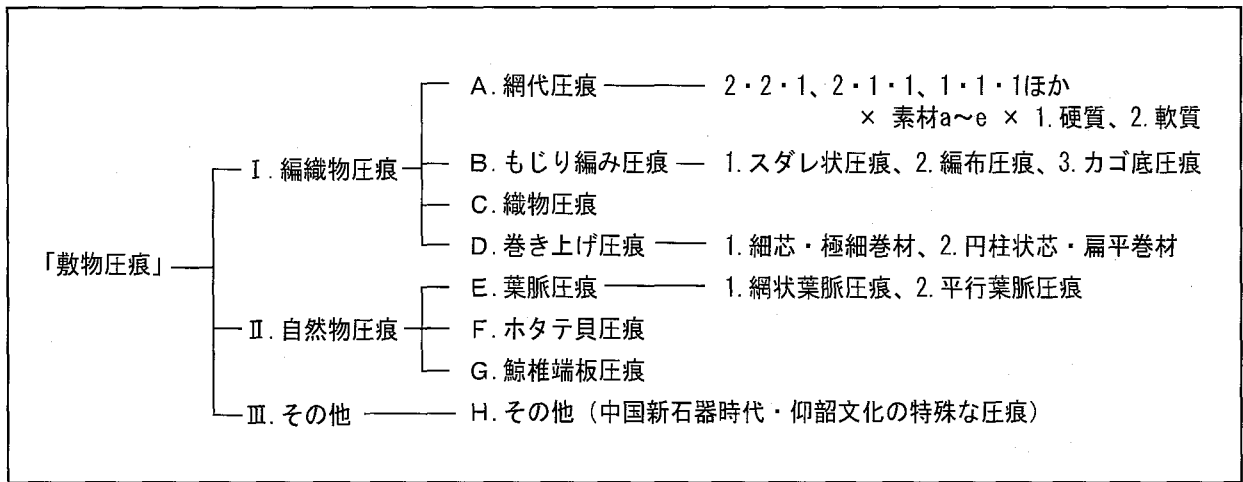 A.網代圧痕 2・2・1、2・1・1、1・1・1ほか
× 素材a～e × 1.硬質、2.軟質
Ⅰ.編織物圧痕 B.もじり編み圧痕 1.スダレ状圧痕、2.編布圧痕、3.カゴ底圧痕
C.織物圧痕
D.巻き上げ圧痕 1.細芯・極細巻材、2.円柱状芯・扁平巻材
「敷物圧痕」
E.葉脈圧痕 1.網状葉脈圧痕、2.平行葉脈圧痕
Ⅱ.自然物圧痕 F.ホタテ貝圧痕
G.鯨椎端板圧痕
Ⅲ.その他 H.その他（中国新石器時代・仰韶文化の特殊な圧痕）